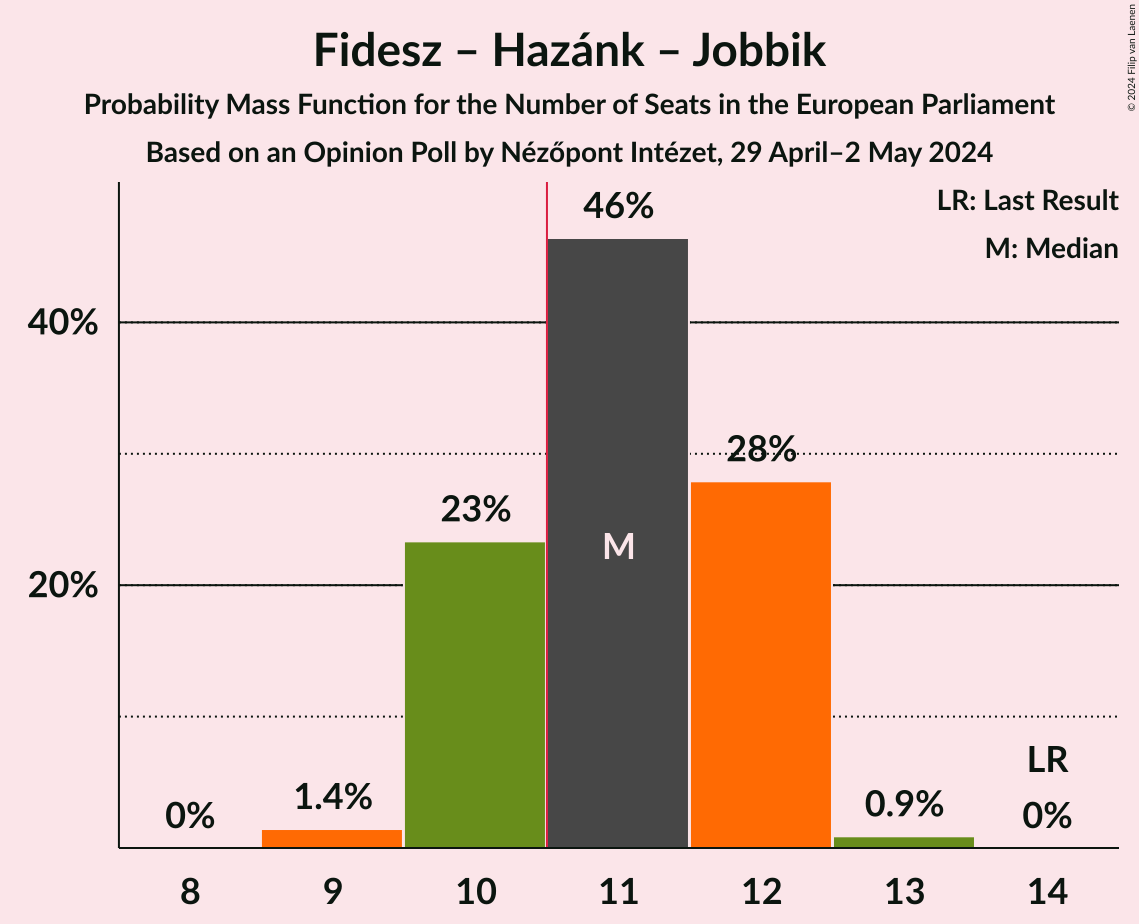 Fidesz – Hazánk – Jobbik
Probability Mass Function for the Number of Seats in the European Parliament
Based on an Opinion Poll by Nézőpont Intézet, 29 April–2 May 2024
© 2024 Filip van Laenen
LR: Last Result
M: Median
40%
20%
0%
1.4%
23%
46%
M
28%
0.9%
LR
0%
8 9 10 11 12 13 14